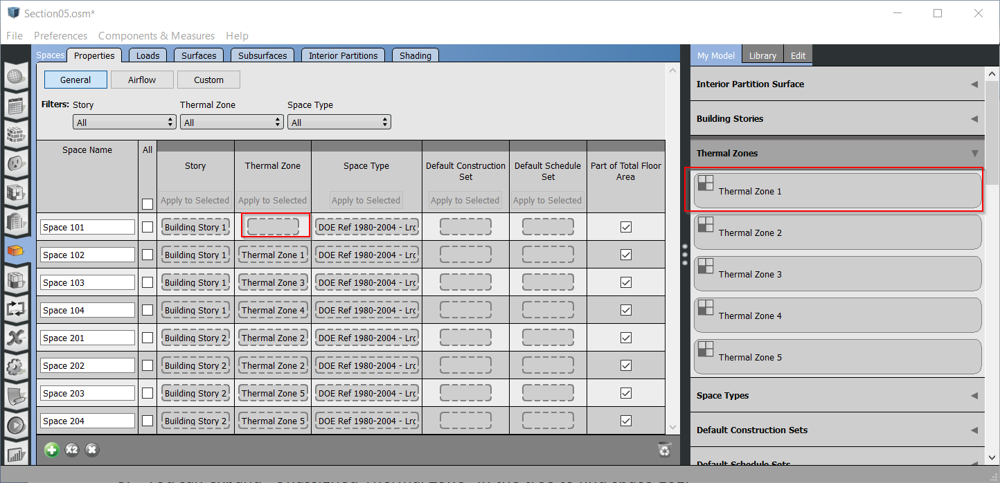 Section05.osm*
File Preferences Components & Measures Help
Spaces Properties Loads Surfaces Subsurfaces Interior Partitions Shading
General Airflow Custom
Filters: Story Thermal Zone Space Type
All All All
Space Name All Story Thermal Zone Space Type Default Construction Set Default Schedule Set Part of Total Floor Area
Apply to Selected Apply to Selected Apply to Selected Apply to Selected Apply to Selected
Space 101 Building Story 1 DOE Ref 1980-2004 - Lrg
Space 102 Building Story 1 Thermal Zone 1 DOE Ref 1980-2004 - Lrg
Space 103 Building Story 1 Thermal Zone 3 DOE Ref 1980-2004 - Lrg
Space 104 Building Story 1 Thermal Zone 4 DOE Ref 1980-2004 - Lrg
Space 201 Building Story 2 Thermal Zone 2 DOE Ref 1980-2004 - Lrg
Space 202 Building Story 2 Thermal Zone 2 DOE Ref 1980-2004 - Lrg
Space 203 Building Story 2 Thermal Zone 5 DOE Ref 1980-2004 - Lrg
Space 204 Building Story 2 Thermal Zone 5 DOE Ref 1980-2004 - Lrg
X2
My Model Library Edit
Interior Partition Surface
Building Stories
Thermal Zones
Thermal Zone 1
Thermal Zone 2
Thermal Zone 3
Thermal Zone 4
Thermal Zone 5
Space Types
Default Construction Sets
Default Schedule Sets